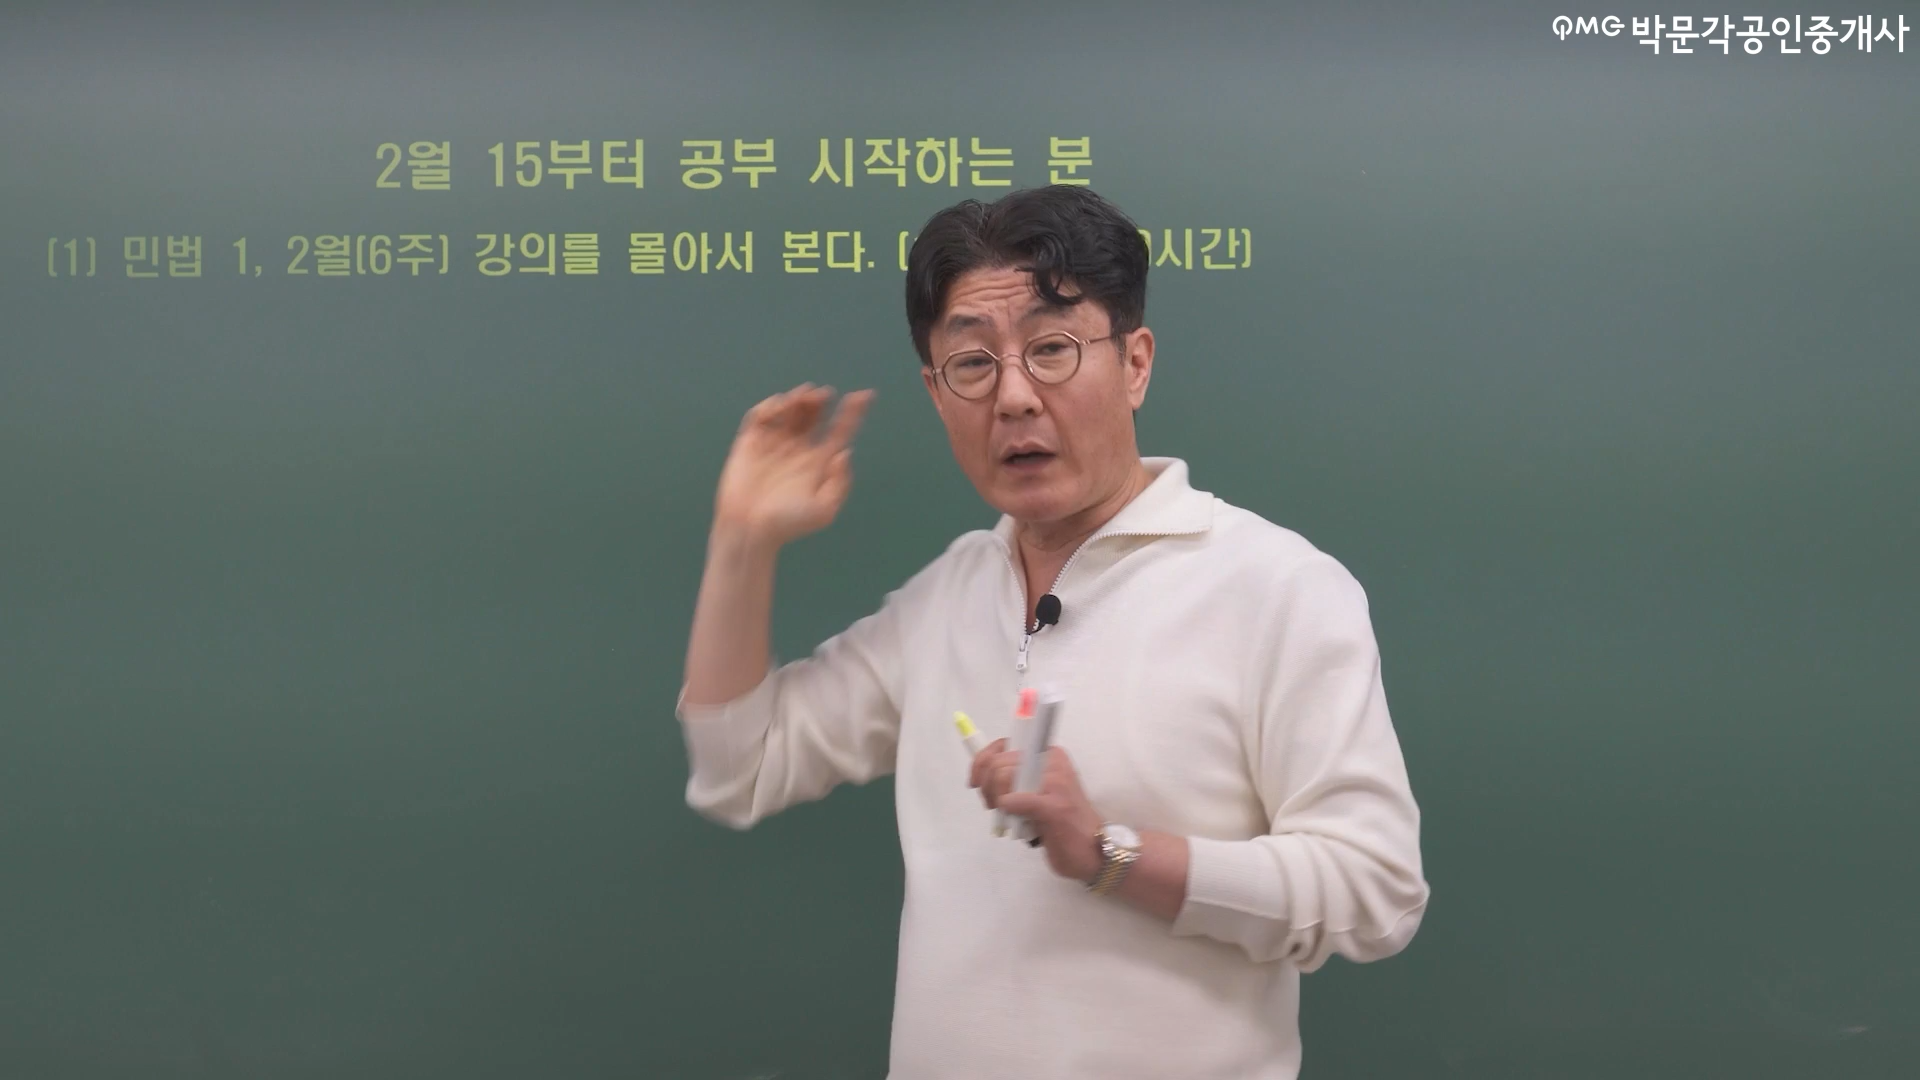 PMG 박문각공인중개사
2월 15부터 공부 시작하는 분
(1) 민법 1, 2월(6주) 강의를 몰아서 본다. ( 시간)